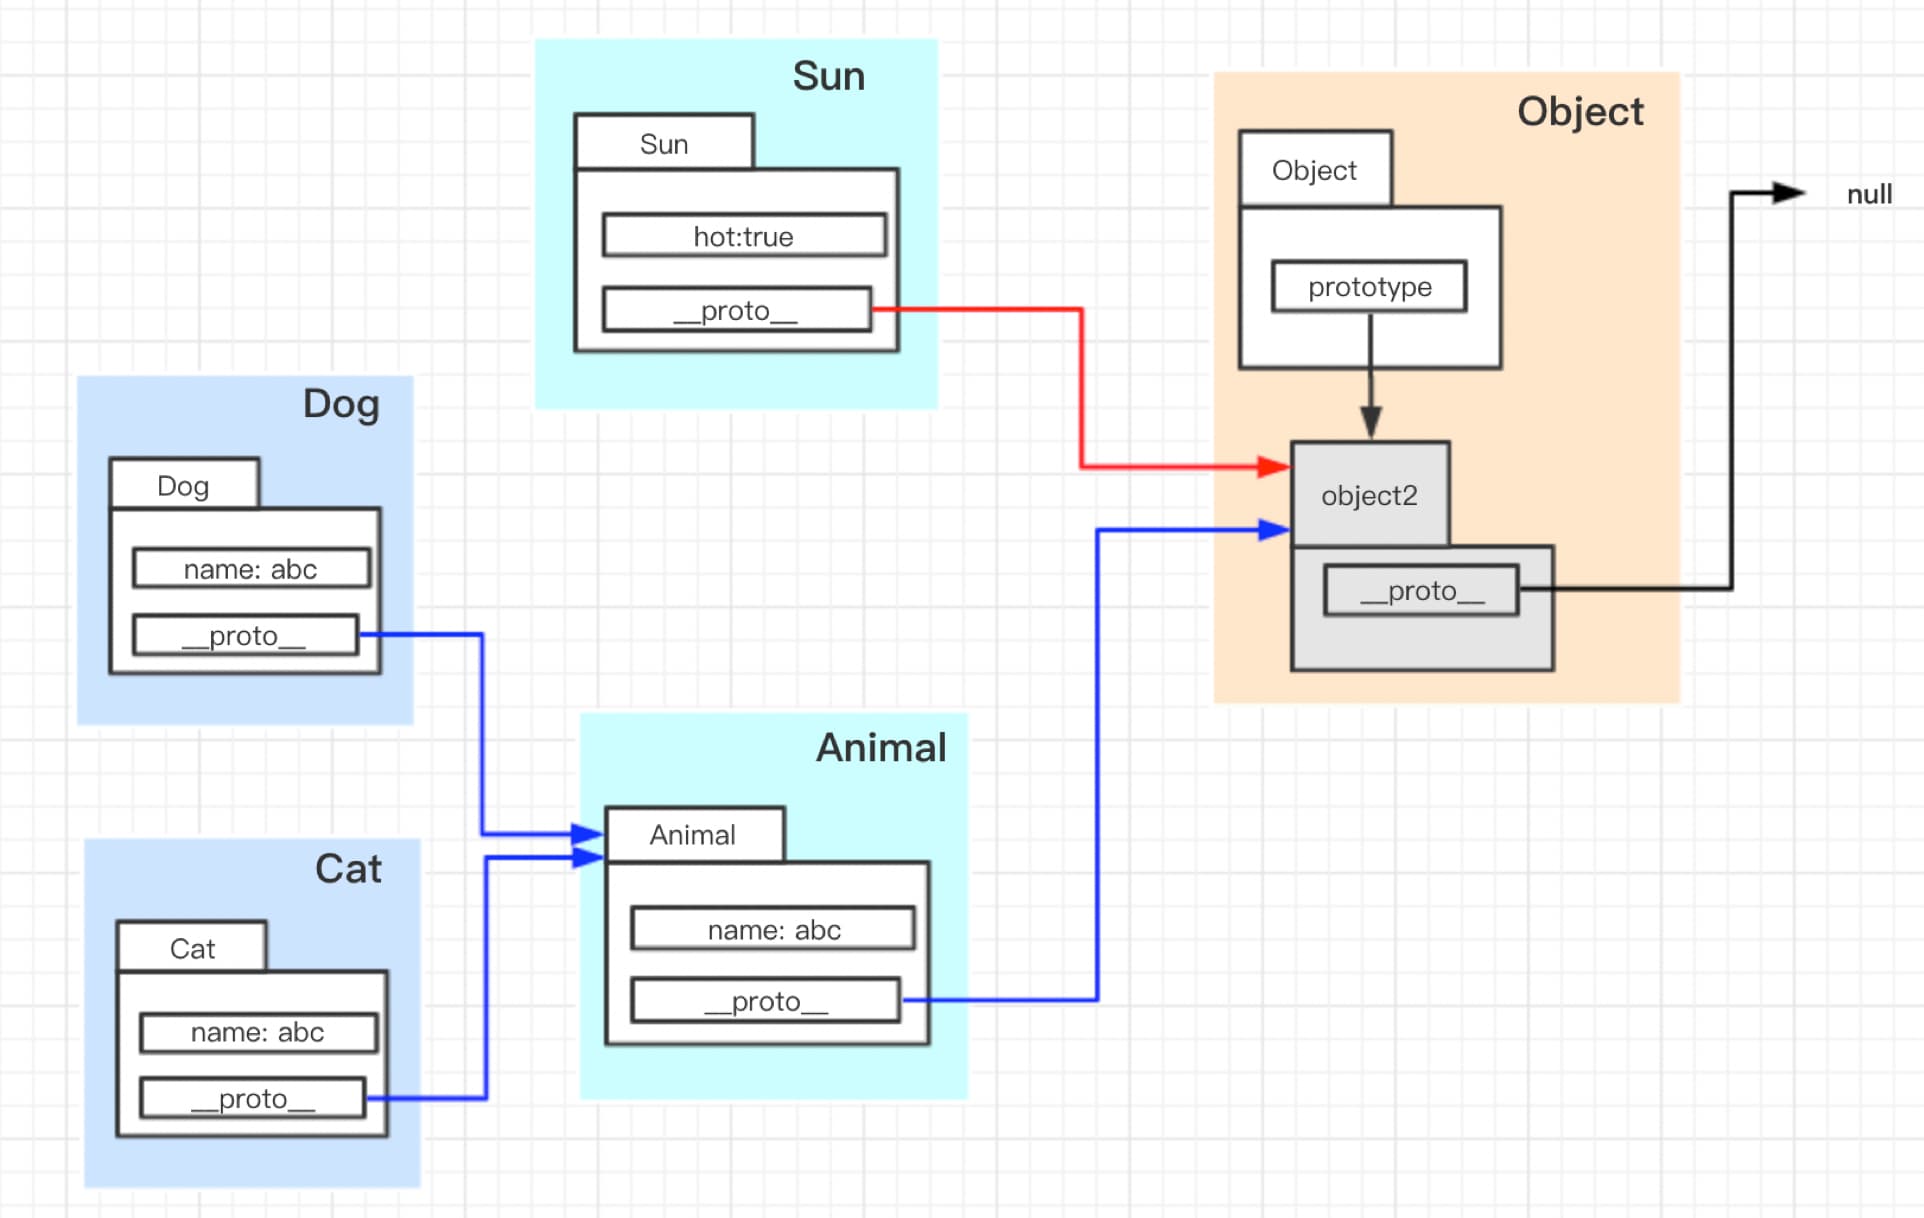 Sun
Sun
hot:true
__proto__
Object
Object
prototype
object2
__proto__
null
Dog
Dog
name: abc
__proto__
Animal
Animal
name: abc
__proto__
Cat
Cat
name: abc
__proto__